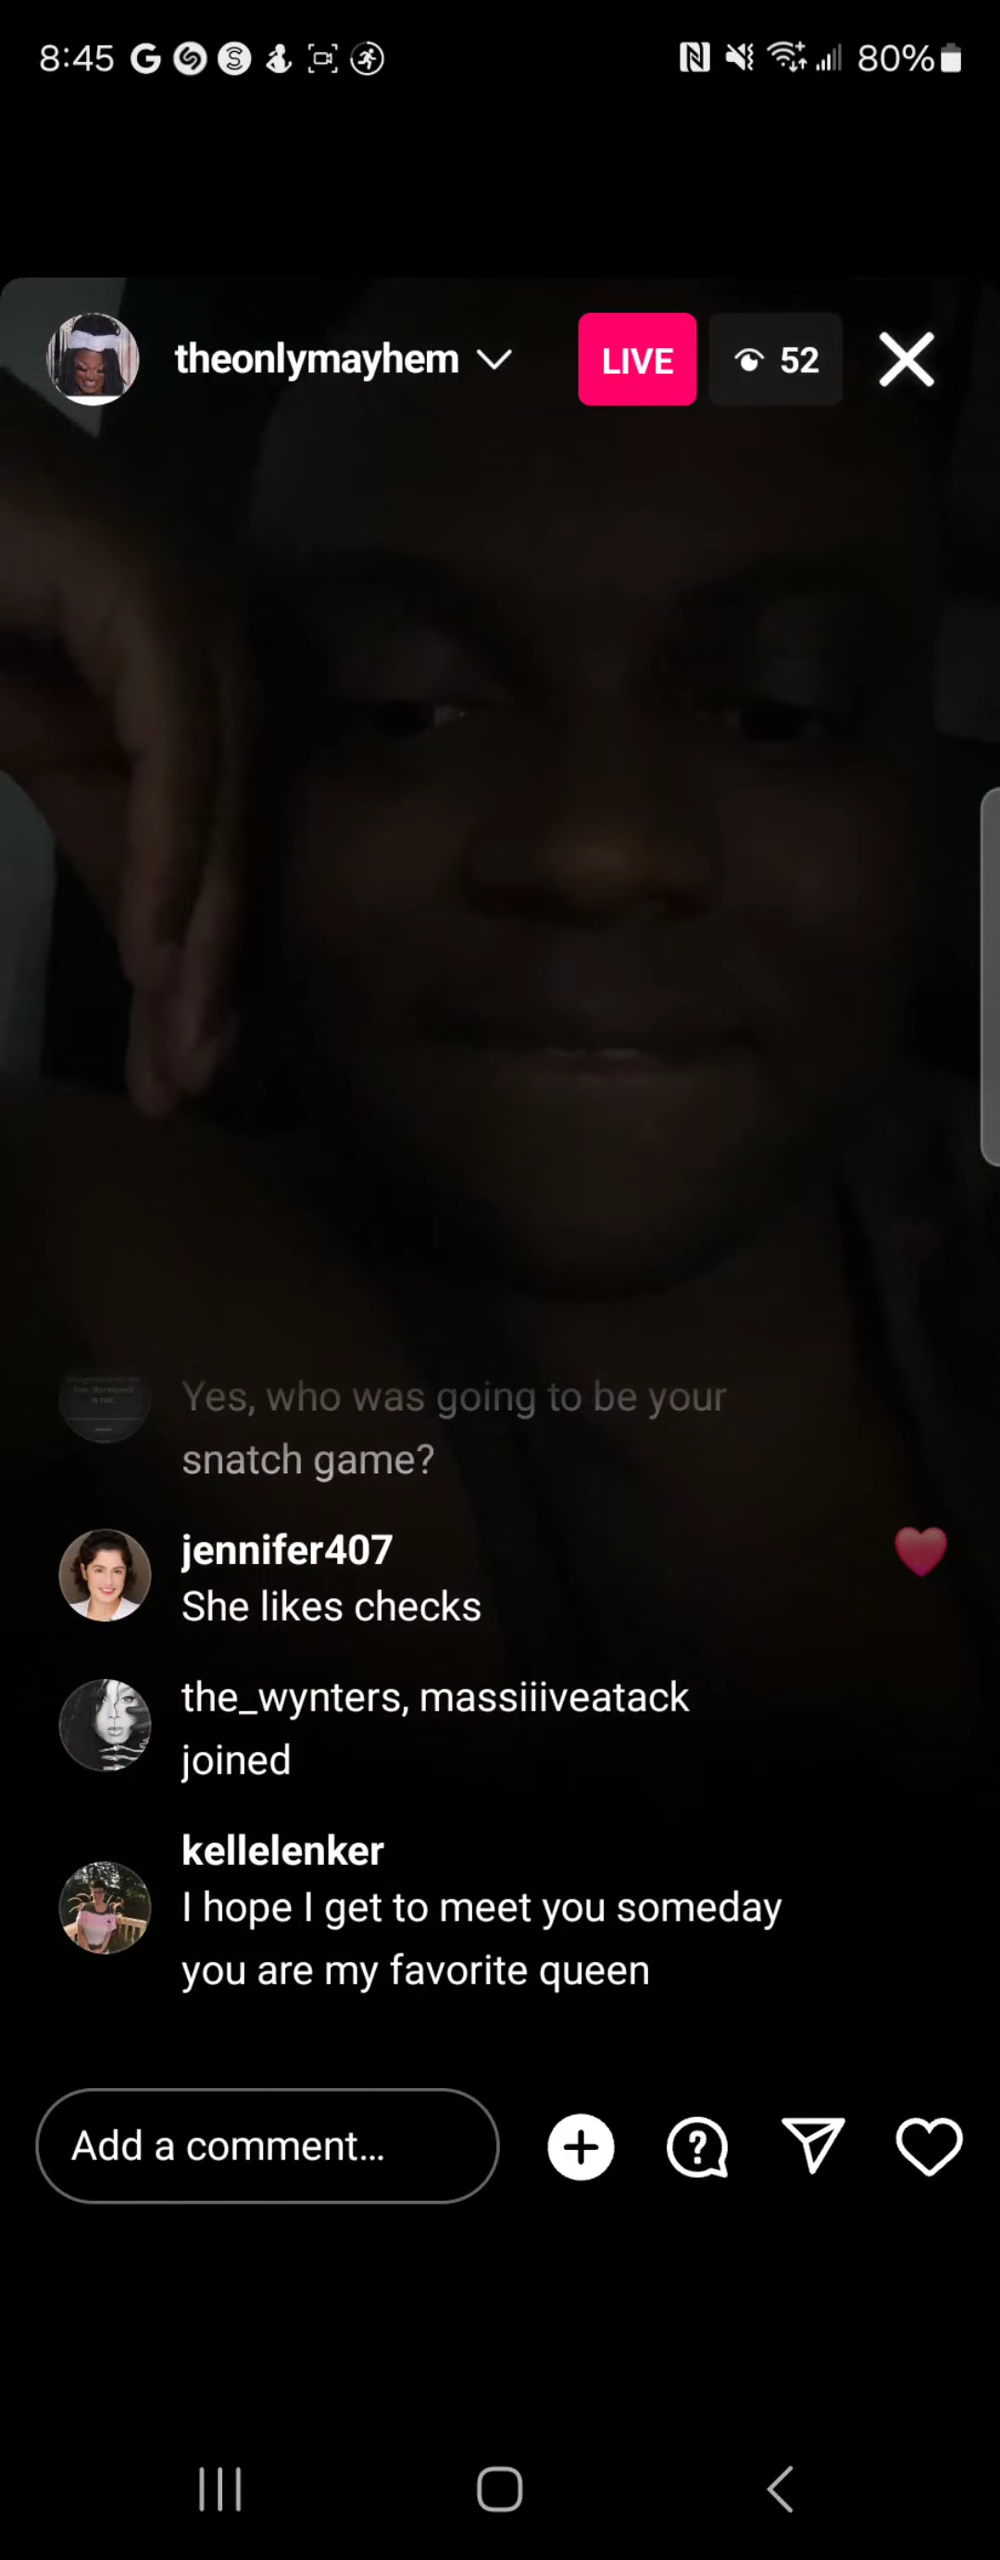 8:45 80%
theonlymayhem LIVE 52
Yes, who was going to be your
snatch game?
jennifer407
She likes checks
the_wynters, massiiiveatack
joined
kellelenker
I hope I get to meet you someday
you are my favorite queen
Add a comment...